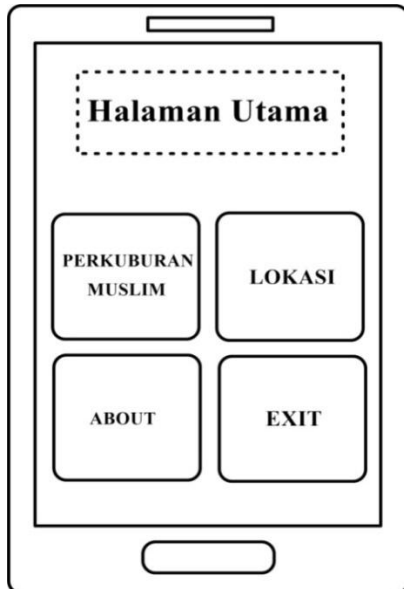 Halaman Utama
PERKUBURAN
MUSLIM
LOKASI
ABOUT
EXIT